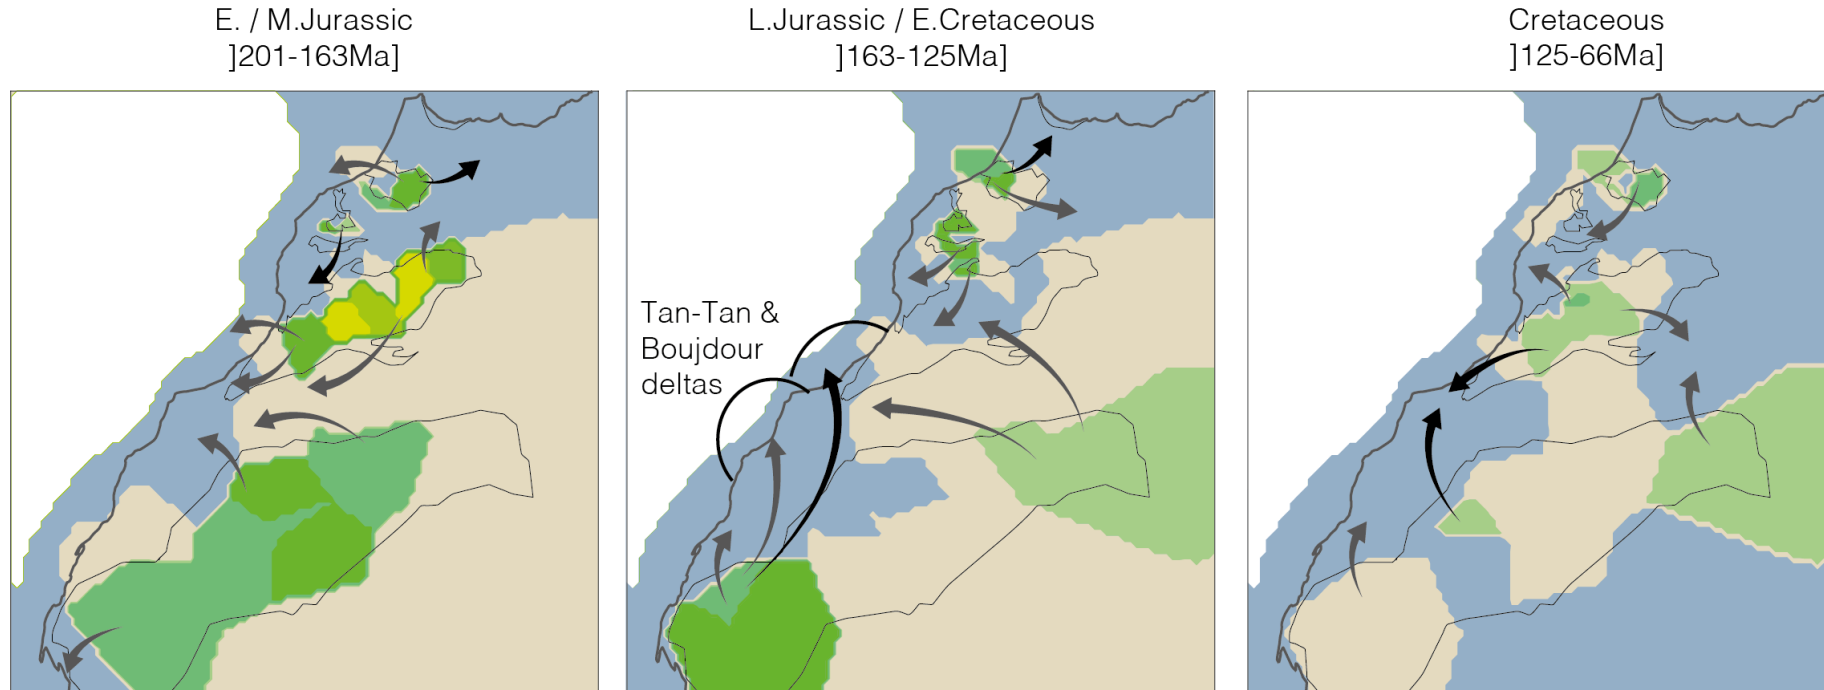 E. / M.Jurassic
]201-163Ma]
L.Jurassic / E.Cretaceous
]163-125Ma]
Cretaceous
]125-66Ma]
Tan-Tan &
Boujdour
deltas